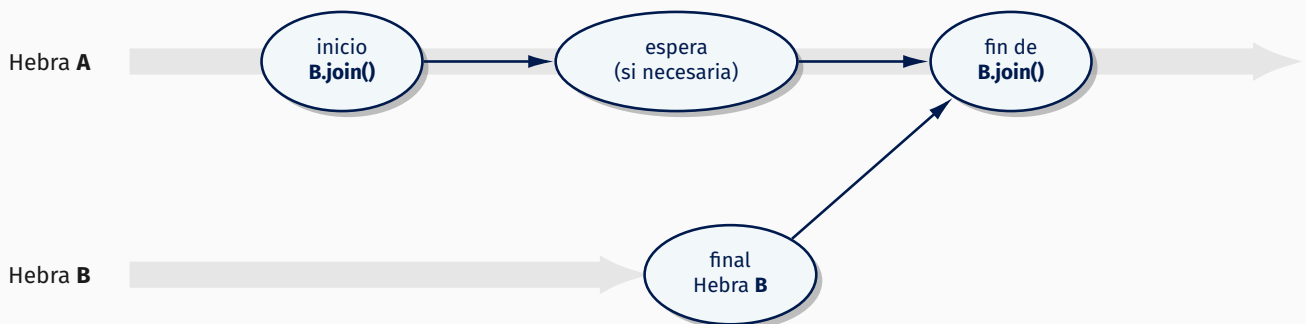 Hebra A
inicio
B.join()
espera
(si necesaria)
fin de
B.join()
Hebra B
final
Hebra B